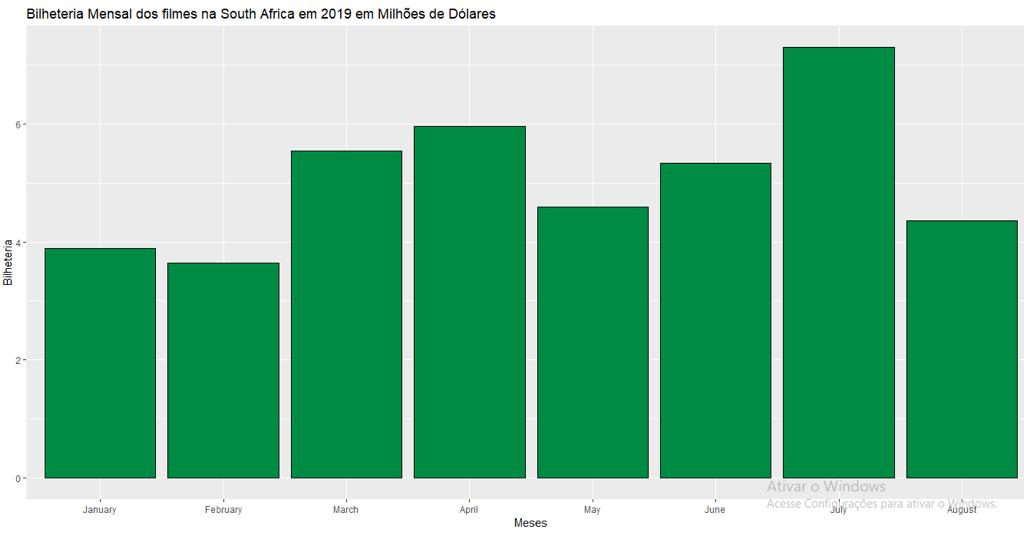 Bilheteria Mensal dos filmes na South Africa em 2019 em Milhões de Dólares
6
4
2
0
Bilheteria
January February March April May June July August
Meses
Ativar o Windows
Acesse Configurações para ativar o Windows.